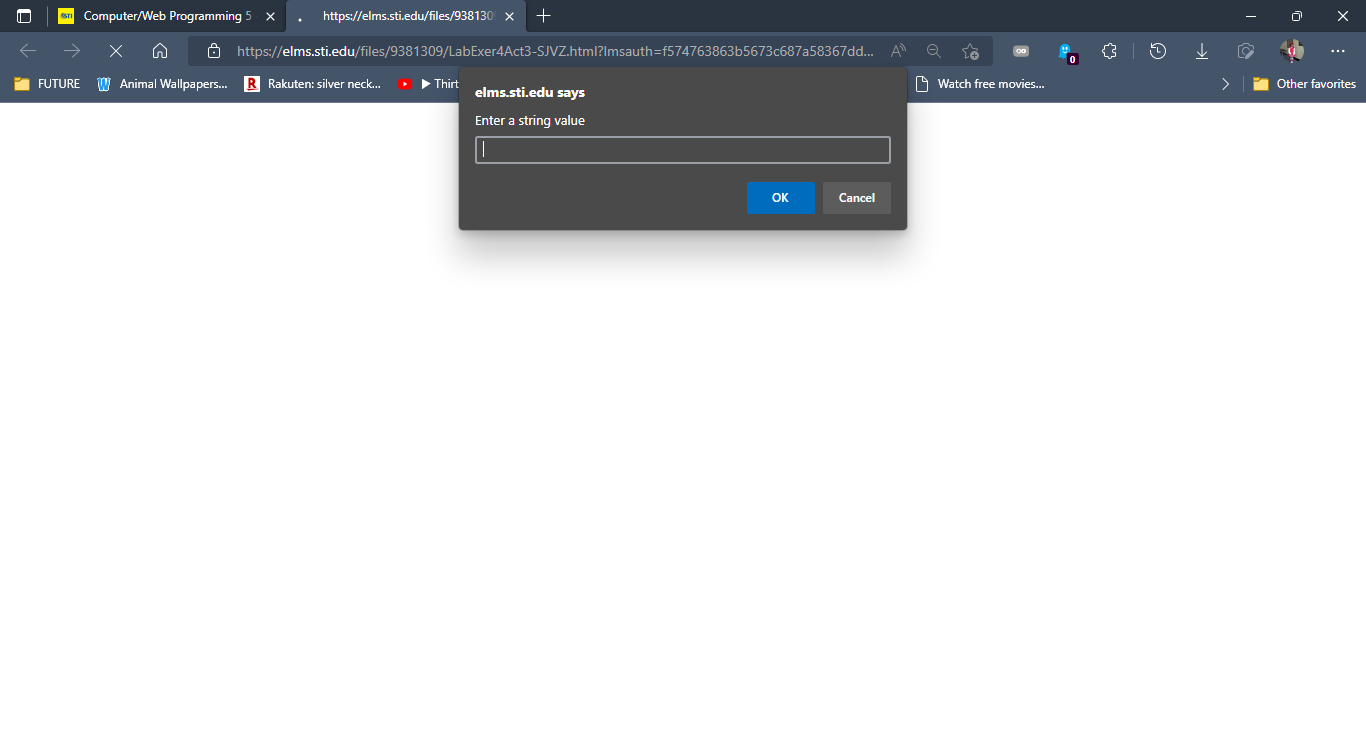 STI Computer/Web Programming 5
https://elms.sti.edu/files/938130
https://elms.sti.edu/files/9381309/LabExer4Act3-SJVZ.html?lmsauth=f574763863b5673c687a58367dd...
0
FUTURE
Animal Wallpapers...
R Rakuten: silver neck...
Thirt
Watch free movies...
Other favorites
elms.sti.edu says
Enter a string value
OK Cancel